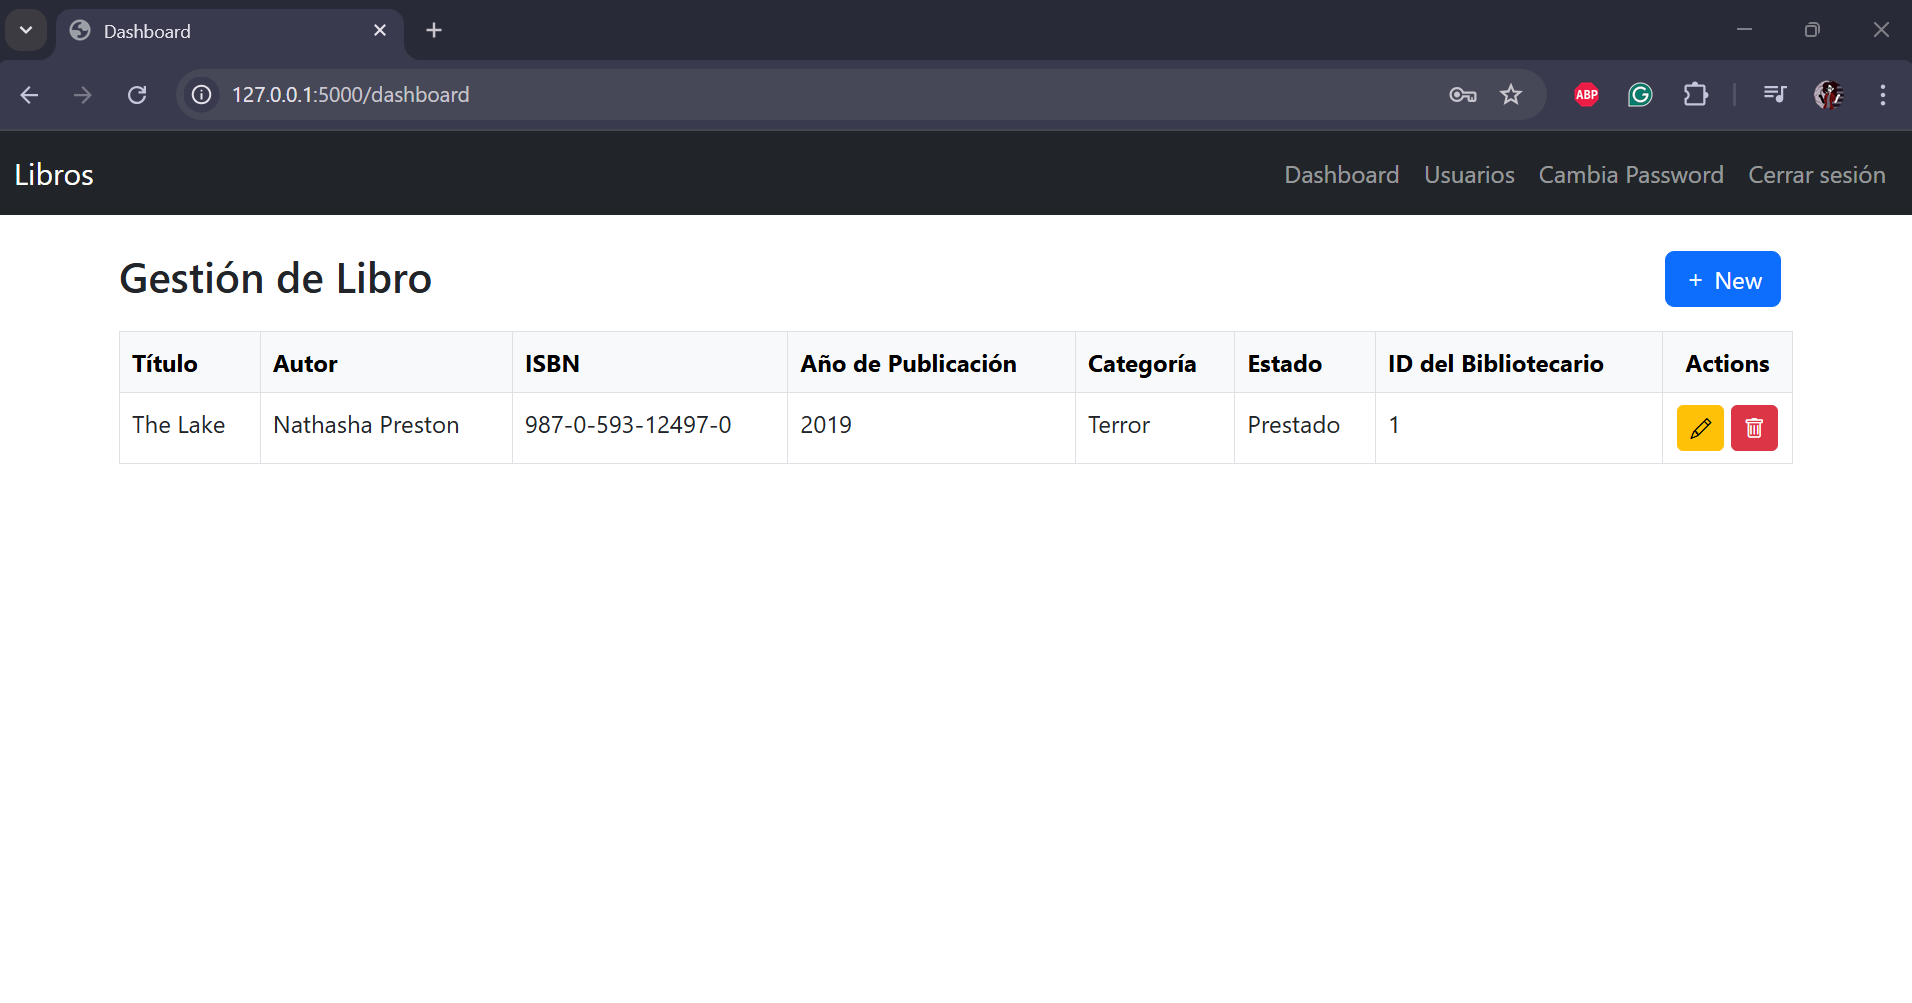 Dashboard
127.0.0.1:5000/dashboard
ABP
Libros
Dashboard Usuarios Cambia Password Cerrar sesión
Gestión de Libro
+ New
Título Autor ISBN Año de Publicación Categoría Estado ID del Bibliotecario Actions
The Lake Nathasha Preston 987-0-593-12497-0 2019 Terror Prestado 1